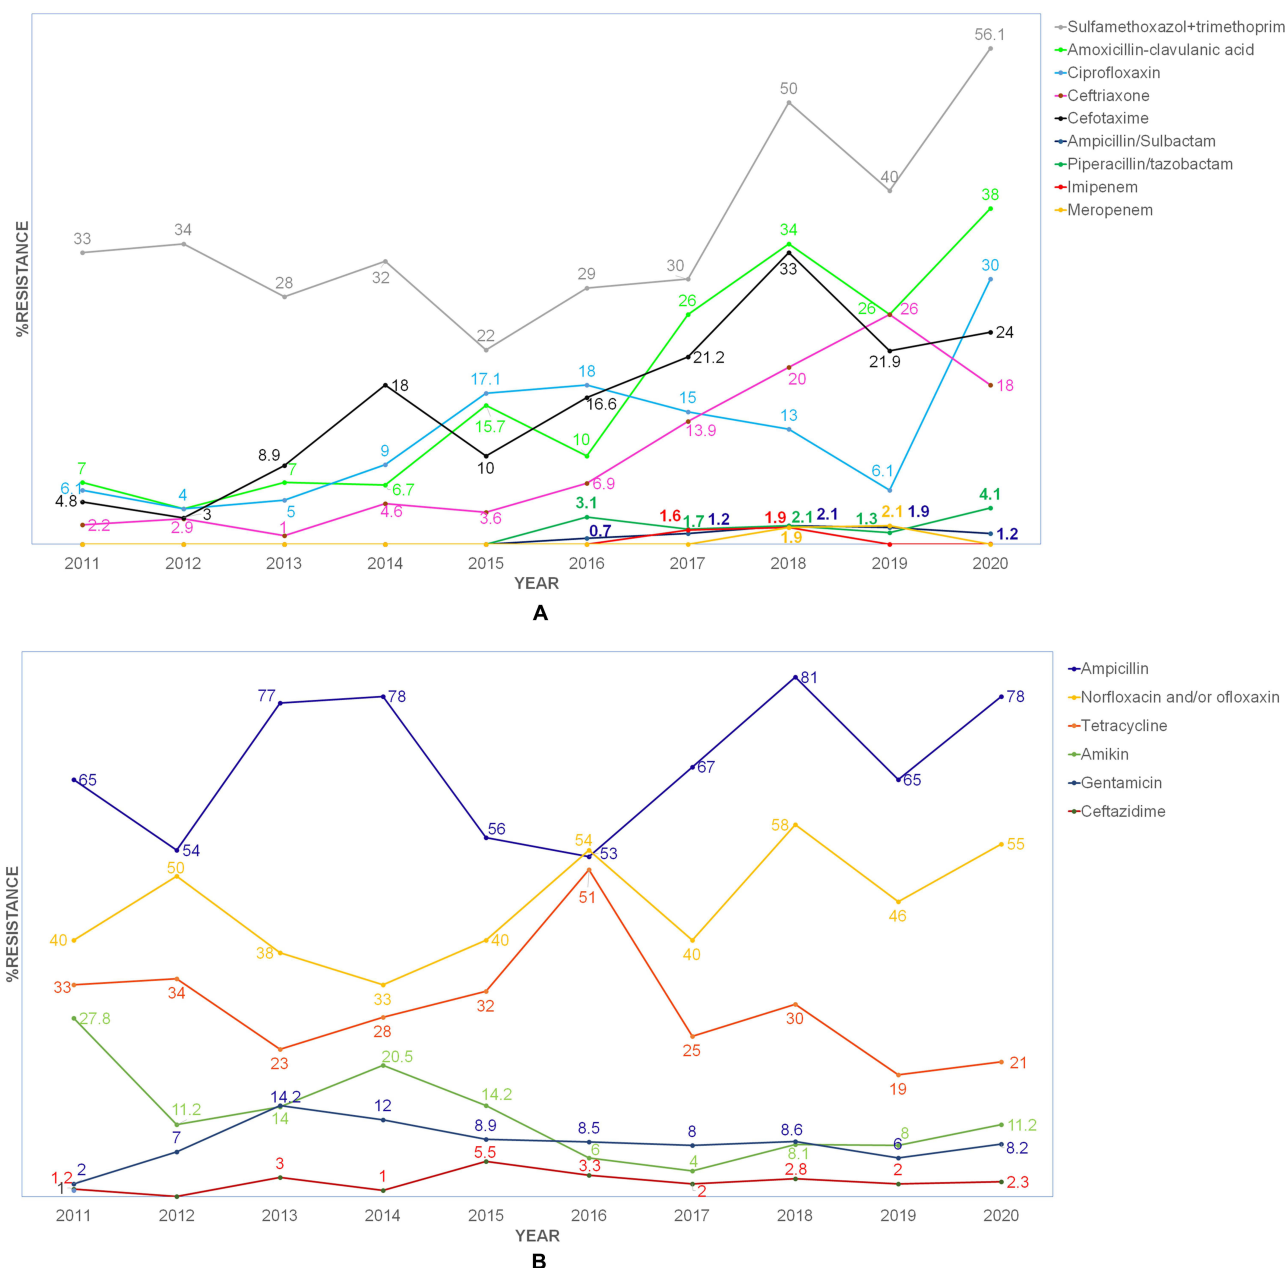 Sulfamethoxazol+trimethoprim
Amoxicillin-clavulanic acid
Ciprofloxaxin
Ceftriaxone
Cefotaxime
Ampicillin/Sulbactam
Piperacillin/tazobactam
Imipenem
Meropenem
%RESISTANCE
33 34 28 32 22 29 30 50 40 56.1
7 7 6.7 15.7 10 26 34 26 38
6.1 4 5 9 17.1 18 15 13 6.1 30
4.8 3 8.9 18 10 16.6 21.2 33 21.9 24
2.2 2.9 1 4.6 3.6 6.9 13.9 20 26 18
3.1 1.7 2.1 1.3 4.1
0.7 1.2 2.1 1.9 1.2
1.6 1.9
1.9 2.1
2011 2012 2013 2014 2015 2016 2017 2018 2019 2020
YEAR
A
Ampicillin
Norfloxacin and/or ofloxaxin
Tetracycline
Amikin
Gentamicin
Ceftazidime
%RESISTANCE
65 54 77 78 56 53 67 81 65 78
40 50 38 33 40 54 40 58 46 55
33 34 23 28 32 51 25 30 19 21
27.8 11.2 14 20.5 14.2 6 4 8.1 8 11.2
2 7 14.2 12 8.9 8.5 8 8.6 6 8.2
1.2 3 1 5.5 3.3 2 2.8 2 2.3
1
2011 2012 2013 2014 2015 2016 2017 2018 2019 2020
YEAR
B